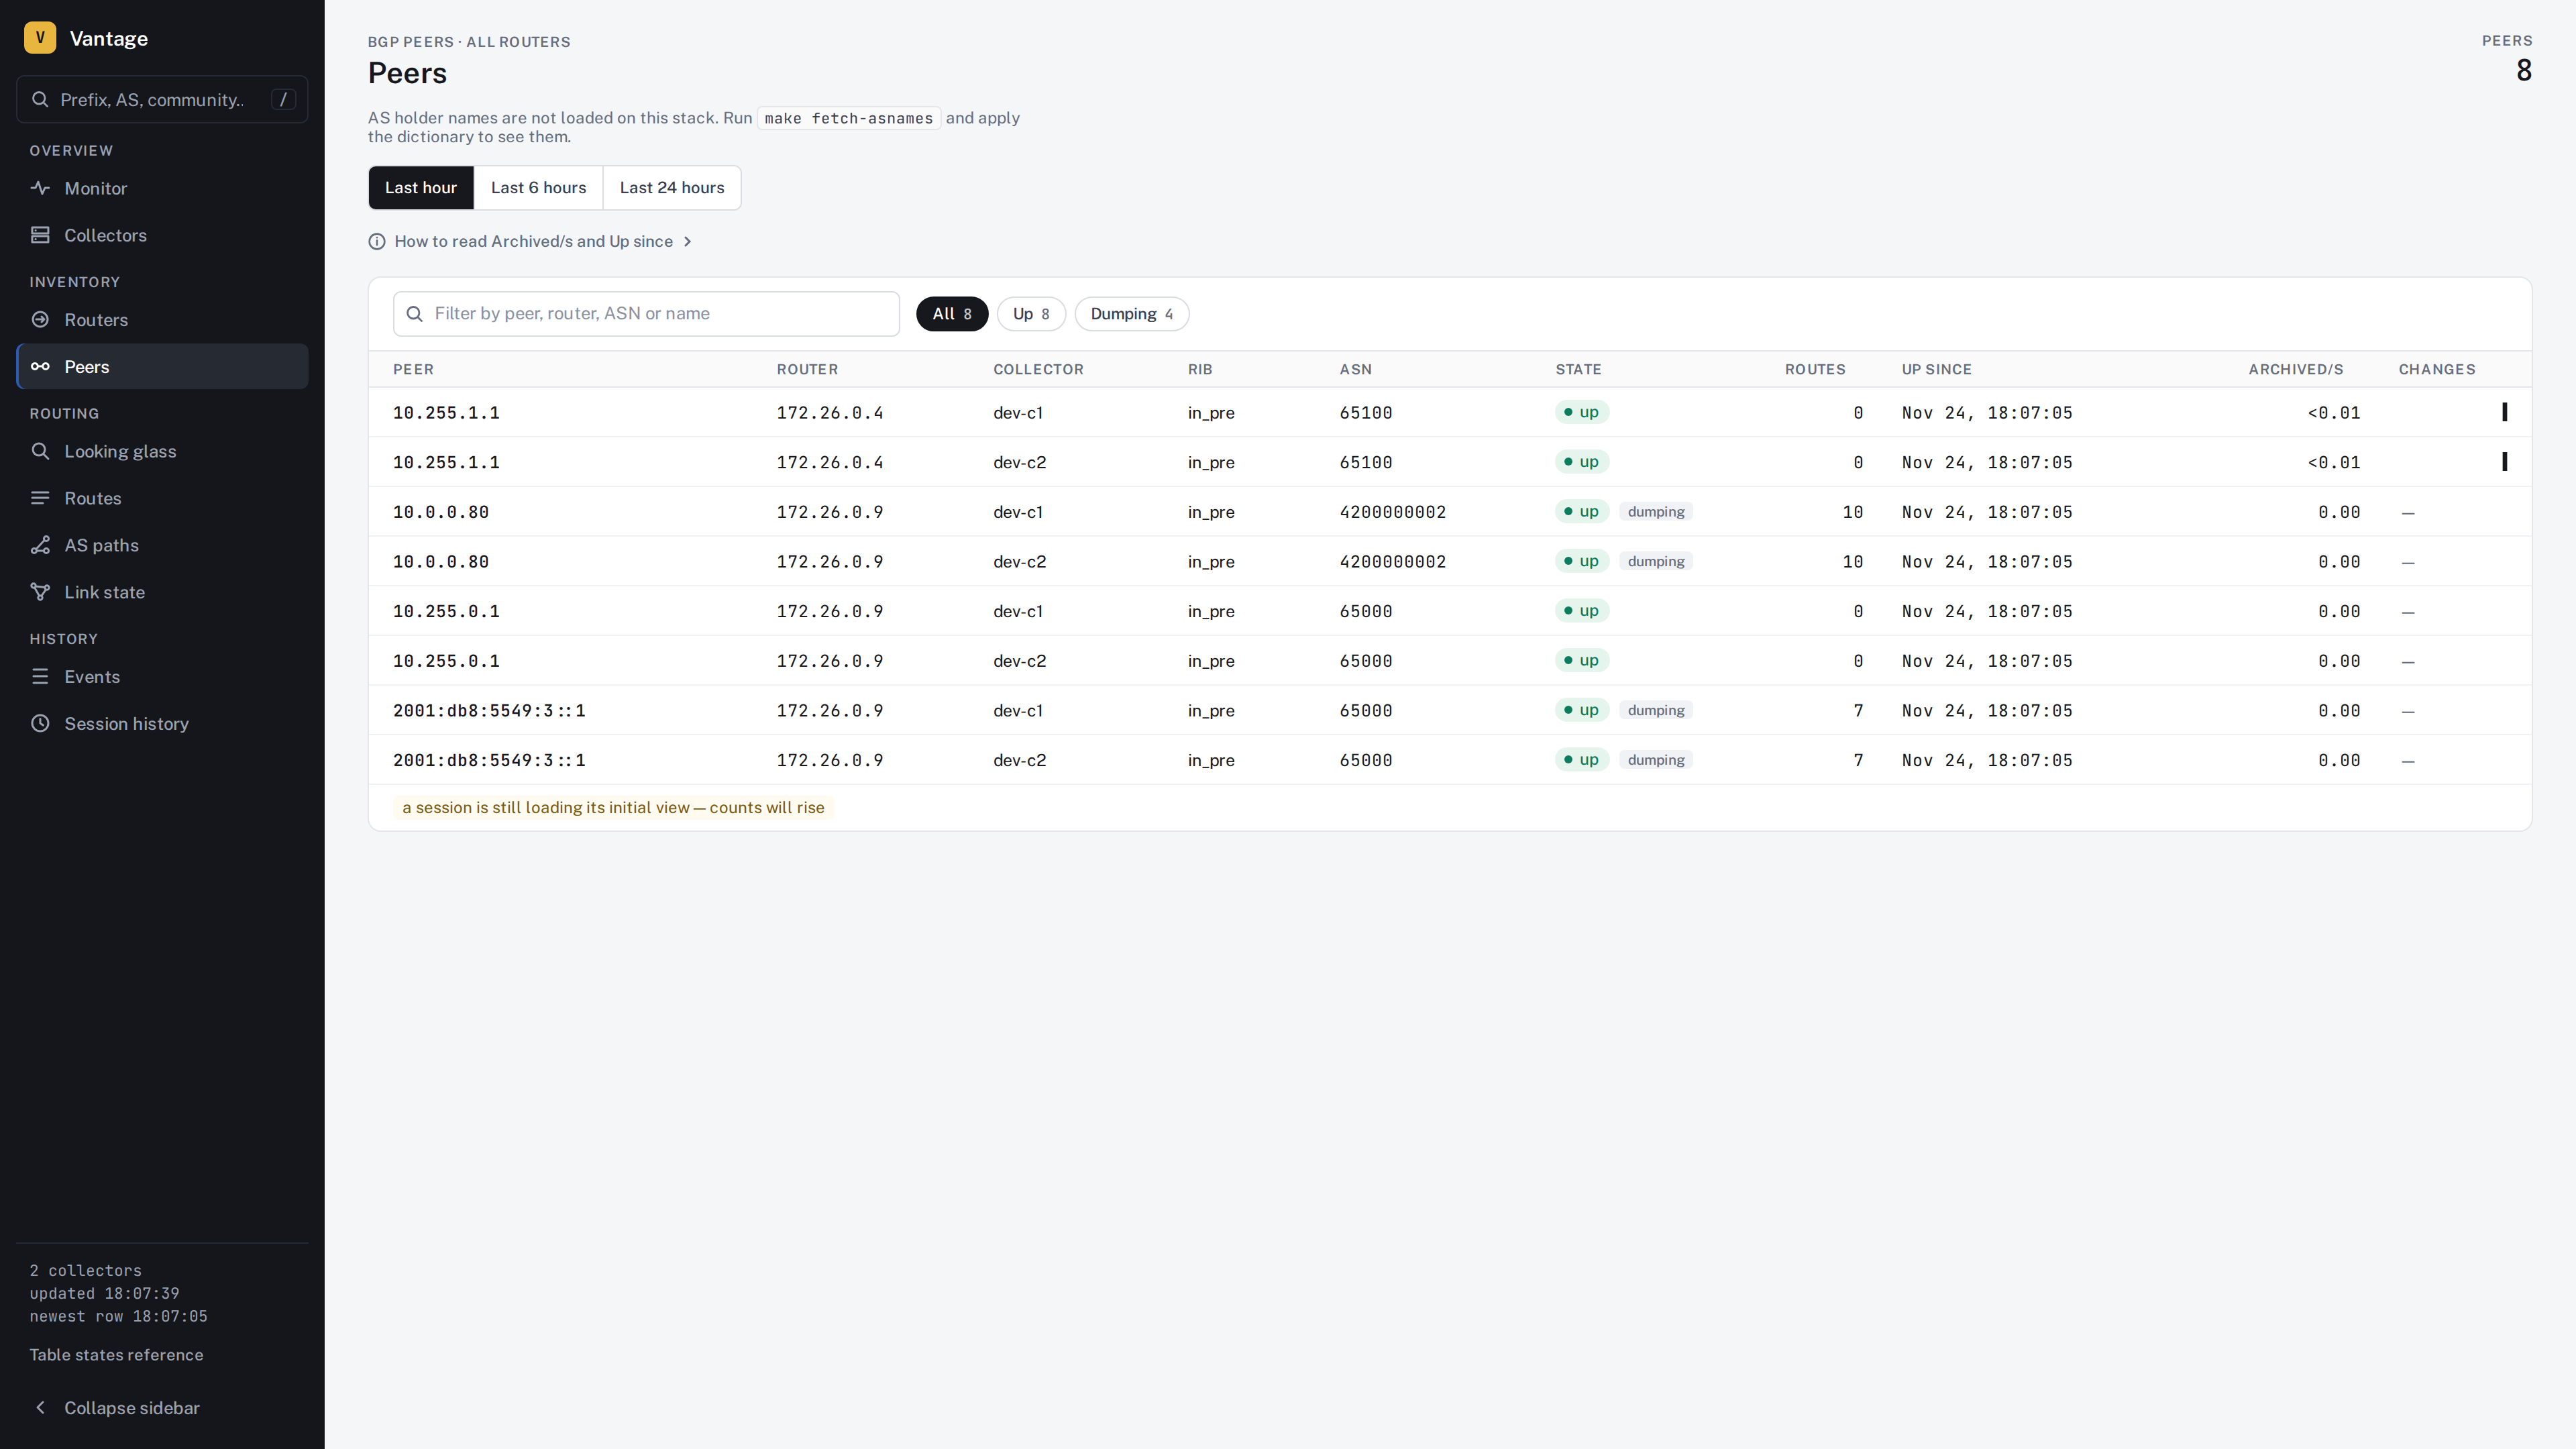 V Vantage
Prefix, AS, community.. /
OVERVIEW
Monitor
Collectors
INVENTORY
Routers
Peers
ROUTING
Looking glass
Routes
AS paths
Link state
HISTORY
Events
Session history
2 collectors
updated 18:07:39
newest row 18:07:05
Table states reference
Collapse sidebar
BGP PEERS · ALL ROUTERS
Peers
PEERS
8
AS holder names are not loaded on this stack. Run make fetch-asnames and apply
the dictionary to see them.
Last hour Last 6 hours Last 24 hours
How to read Archived/s and Up since
Filter by peer, router, ASN or name All 8 Up 8 Dumping 4
PEER ROUTER COLLECTOR RIB ASN STATE ROUTES UP SINCE ARCHIVED/S CHANGES
10.255.1.1 172.26.0.4 dev-c1 in_pre 65100 up 0 Nov 24, 18:07:05 <0.01
10.255.1.1 172.26.0.4 dev-c2 in_pre 65100 up 0 Nov 24, 18:07:05 <0.01
10.0.0.80 172.26.0.9 dev-c1 in_pre 4200000002 up dumping 10 Nov 24, 18:07:05 0.00 —
10.0.0.80 172.26.0.9 dev-c2 in_pre 4200000002 up dumping 10 Nov 24, 18:07:05 0.00 —
10.255.0.1 172.26.0.9 dev-c1 in_pre 65000 up 0 Nov 24, 18:07:05 0.00 —
10.255.0.1 172.26.0.9 dev-c2 in_pre 65000 up 0 Nov 24, 18:07:05 0.00 —
2001:db8:5549:3::1 172.26.0.9 dev-c1 in_pre 65000 up dumping 7 Nov 24, 18:07:05 0.00 —
2001:db8:5549:3::1 172.26.0.9 dev-c2 in_pre 65000 up dumping 7 Nov 24, 18:07:05 0.00 —
a session is still loading its initial view — counts will rise